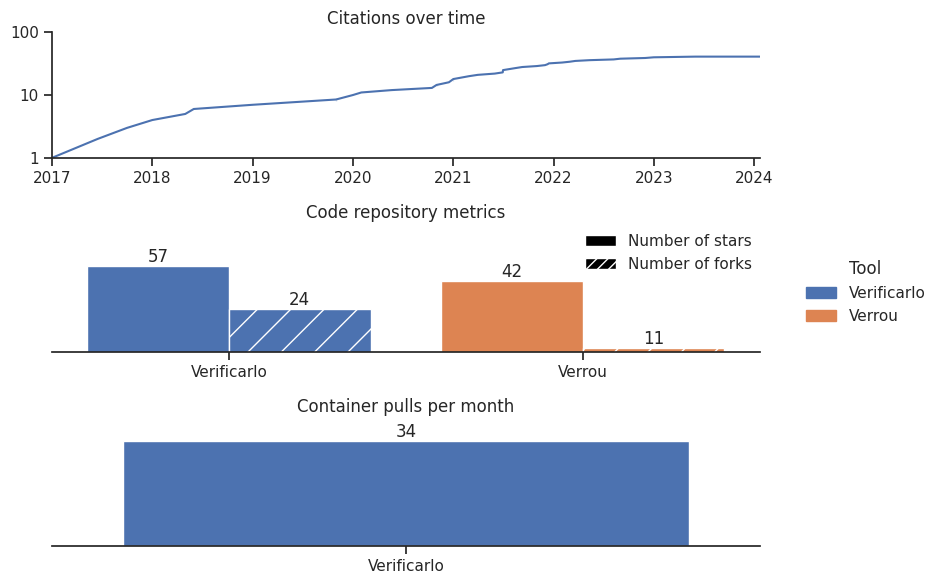 Citations over time
100
10
1
2017 2018 2019 2020 2021 2022 2023 2024
Code repository metrics
Number of stars
Number of forks
57
24
42
11
Verificarlo Verrou
Tool
Verificarlo
Verrou
Container pulls per month
34
Verificarlo